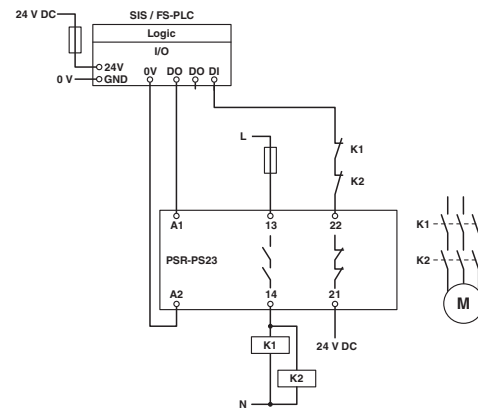 24 V DC
SIS / FS-PLC
Logic
I/O
24V
0V DO DO DI
0 V
GND
L
K1
K2
A1 13 22
K1
PSR-PS23
K2
M
A2 14 21
K1
24 V DC
K2
N